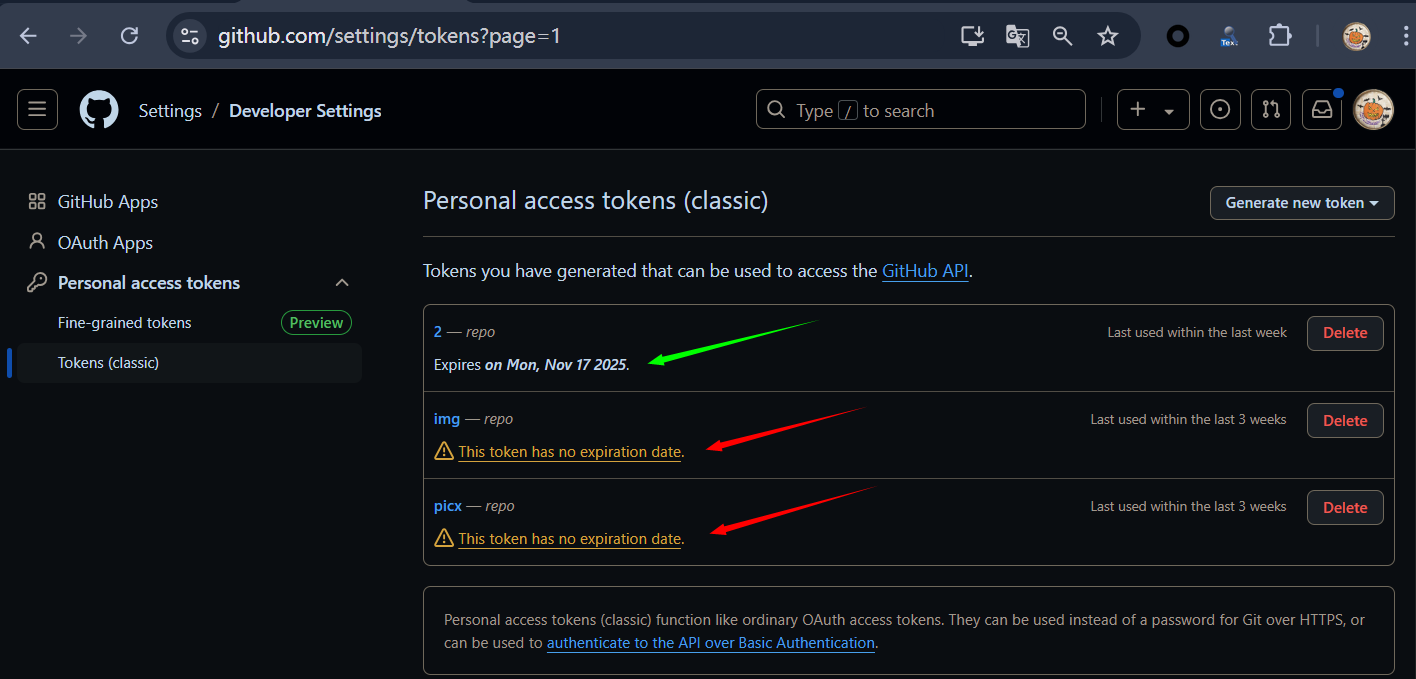 github.com/settings/tokens?page=1
Settings / Developer Settings
Type / to search
GitHub Apps
OAuth Apps
Personal access tokens
Fine-grained tokens Preview
Tokens (classic)
Personal access tokens (classic)
Generate new token
Tokens you have generated that can be used to access the GitHub API.
2 — repo
Last used within the last week Delete
Expires on Mon, Nov 17 2025.
img — repo
Last used within the last 3 weeks Delete
This token has no expiration date.
picx — repo
Last used within the last 3 weeks Delete
This token has no expiration date.
Personal access tokens (classic) function like ordinary OAuth access tokens. They can be used instead of a password for Git over HTTPS, or
can be used to authenticate to the API over Basic Authentication.